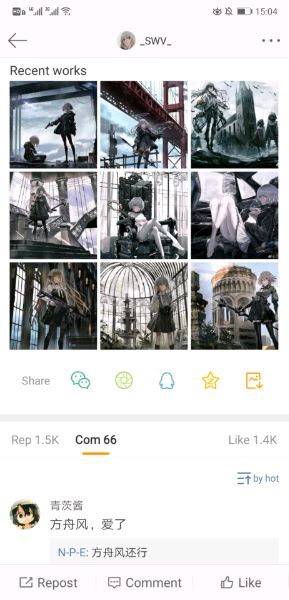 15:04
_SWV_
Recent works
Share
Rep 1.5K Com 66 Like 1.4K
by hot
青茨酱
方舟风，爱了
N-P-E: 方舟风还行
Repost Comment Like